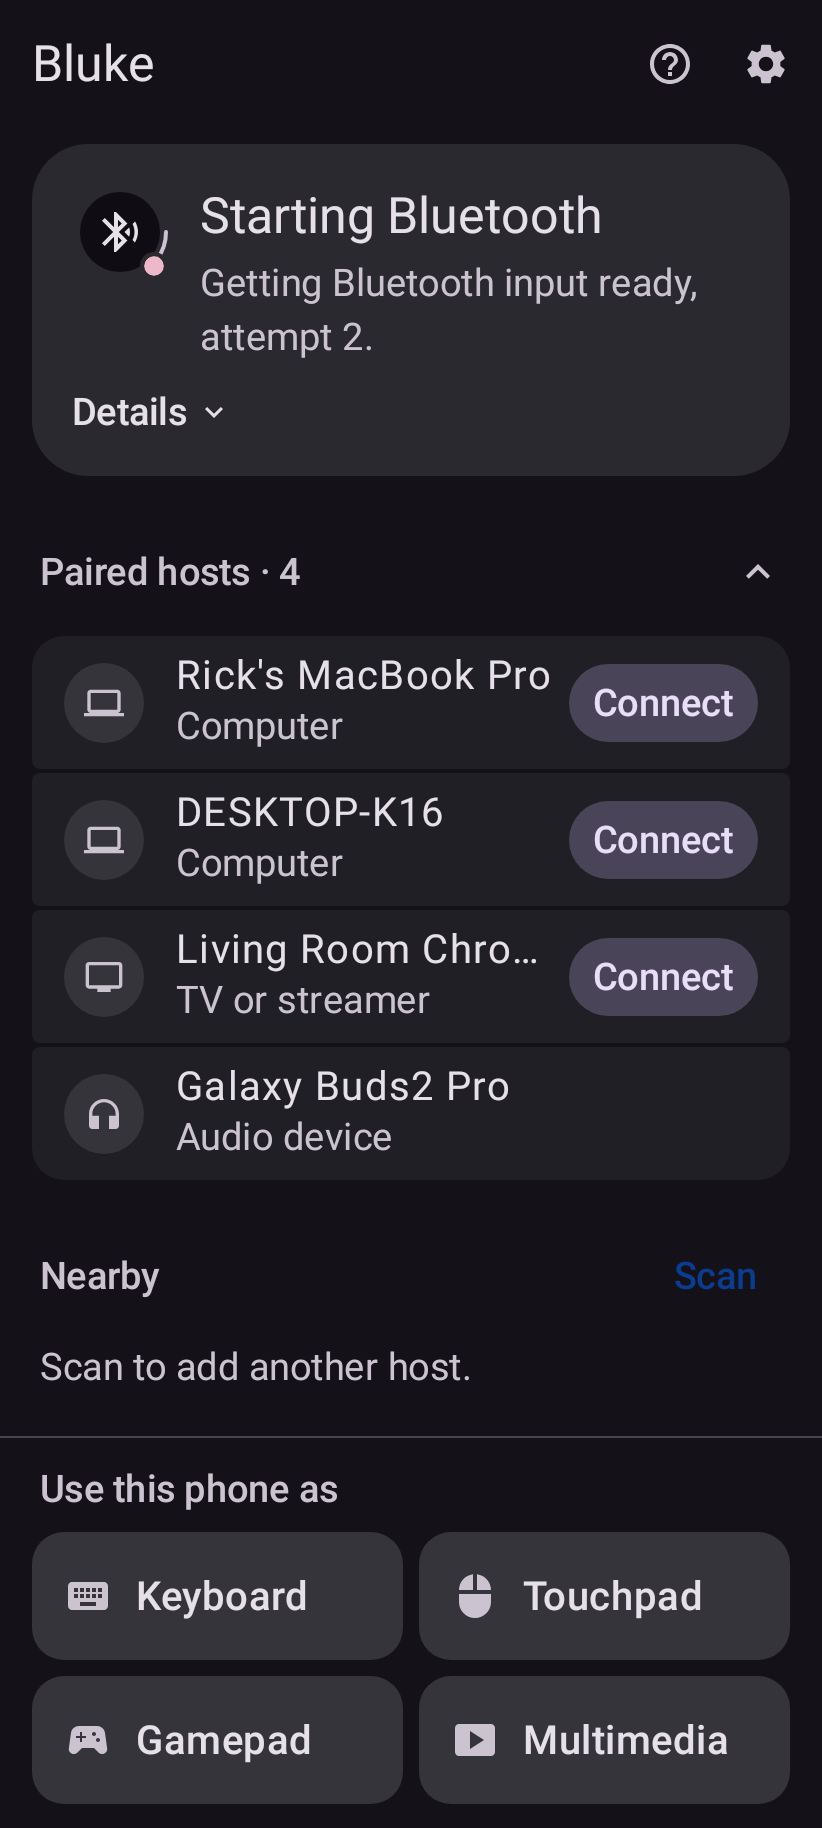 Bluke
Starting Bluetooth
Getting Bluetooth input ready,
attempt 2.
Details
Paired hosts · 4
Rick's MacBook Pro
Computer
Connect
DESKTOP-K16
Computer
Connect
Living Room Chro…
TV or streamer
Connect
Galaxy Buds2 Pro
Audio device
Nearby
Scan
Scan to add another host.
Use this phone as
Keyboard
Touchpad
Gamepad
Multimedia